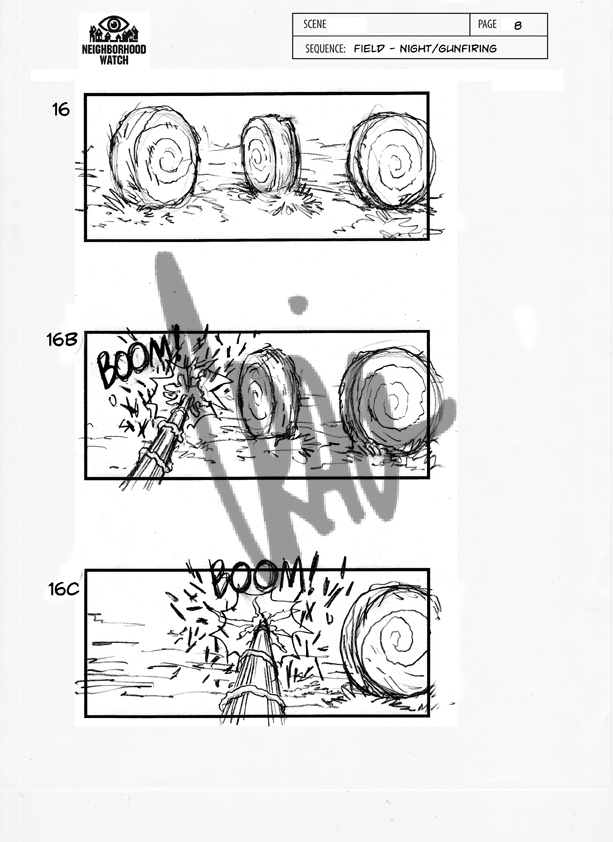 NEIGHBORHOOD
WATCH
SCENE
PAGE 8
SEQUENCE: FIELD - NIGHT/GUNFIRING
16
16B
BOOM!
16C
BOOM!